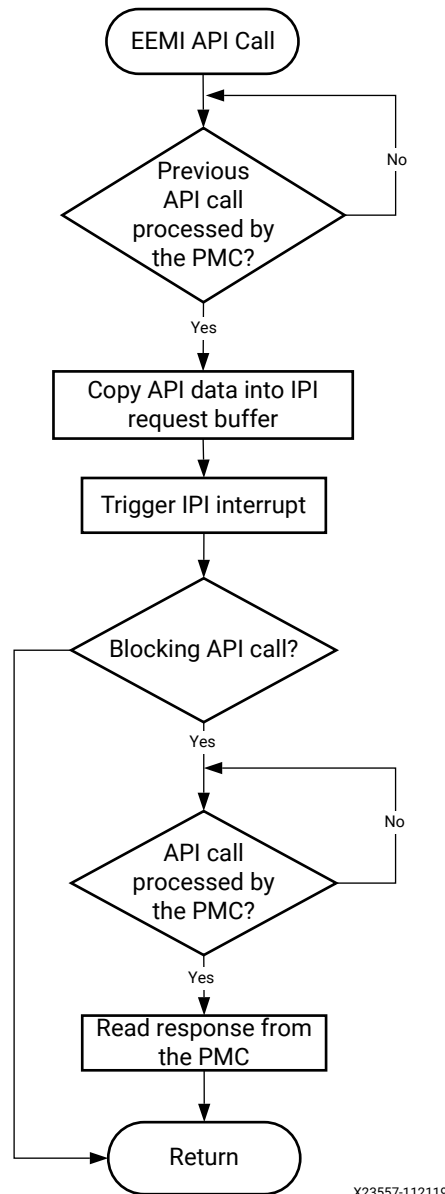 EEMI API Call
No
Previous
API call
processed by
the PMC?
Yes
Copy API data into IPI
request buffer
Trigger IPI interrupt
Blocking API call?
Yes
No
API call
processed by
the PMC?
Yes
Read response from
the PMC
Return
X23557-112119